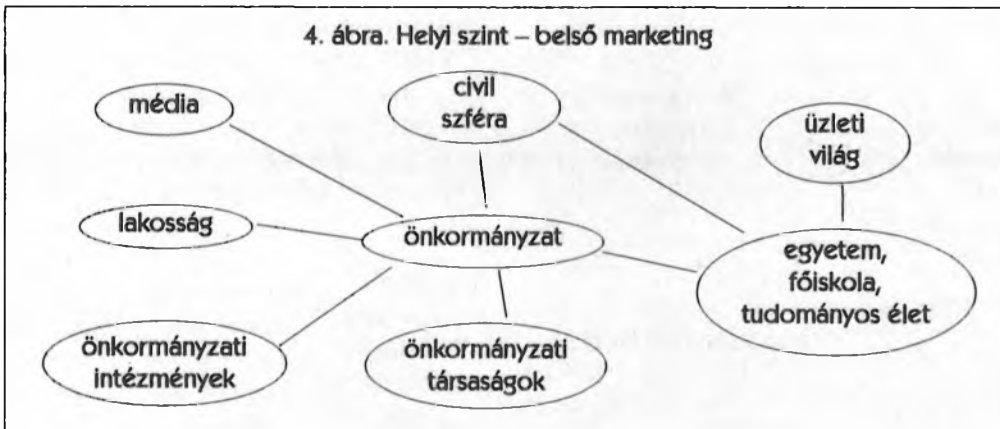 4. ábra. Helyi szint – belső marketing
média
civil
szféra
üzleti
világ
lakosság
önkormányzat
egyetem,
főiskola,
tudományos élet
önkormányzati
intézmények
önkormányzati
társaságok